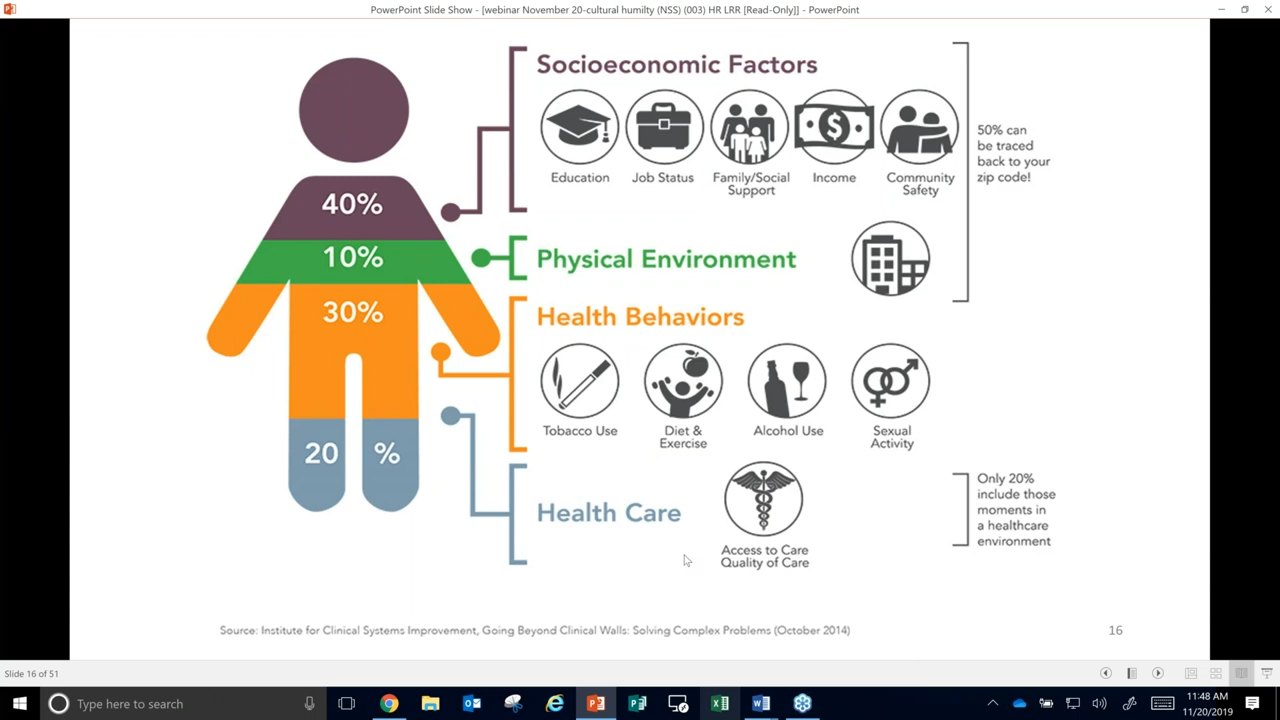 PowerPoint Slide Show - [webinar November 20-cultural humilty (NSS) (003) HR LRR [Read-Only]] - PowerPoint
Socioeconomic Factors
Education
Job Status
Family/Social
Support
Income
Community
Safety
50% can
be traced
back to your
zip code!
40%
10%
Physical Environment
30%
Health Behaviors
Tobacco Use
Diet &
Exercise
Alcohol Use
Sexual
Activity
20 %
Health Care
Access to Care
Quality of Care
Only 20%
include those
moments in
a healthcare
environment
Source: Institute for Clinical Systems Improvement, Going Beyond Clinical Walls: Solving Complex Problems (October 2014)
16
Slide 16 of 51
Type here to search
11:48 AM
11/20/2019